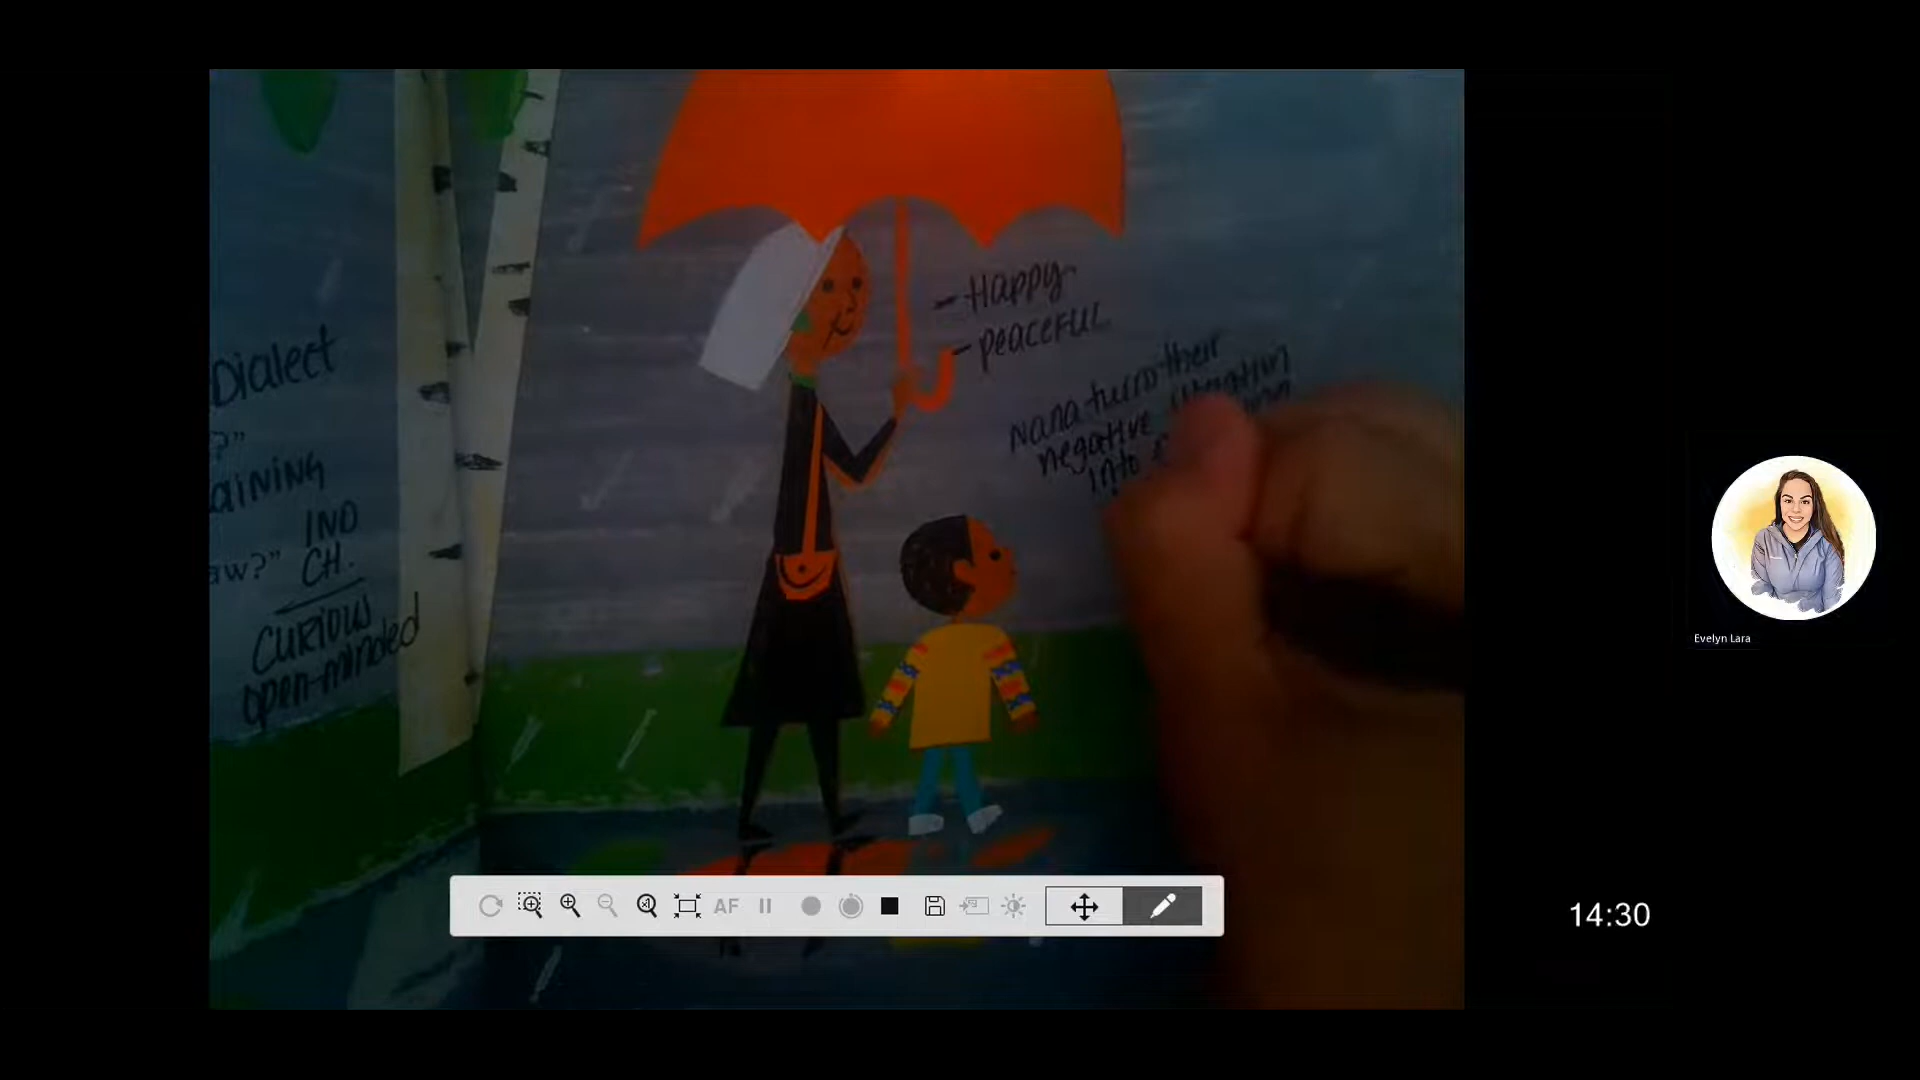 Dialect
?"
aining
IND
aw?" CH.
curious
open-minded
- Happy
- peaceful
Nana turns their
negative situation
into
AF
Evelyn Lara
14:30